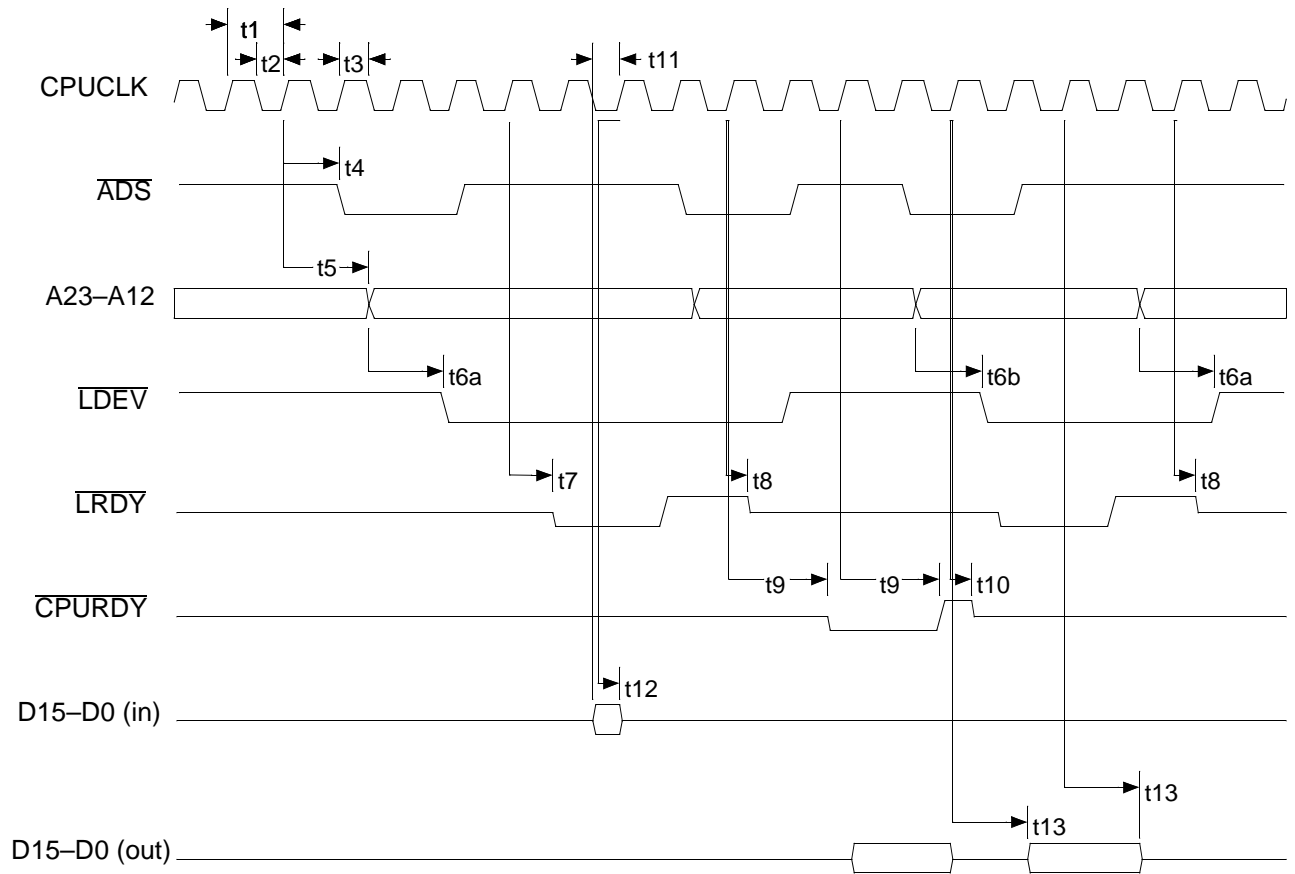 t1
t2
t3
t11
CPUCLK
t4
ADS
t5
A23–A12
t6a
t6b
t6a
LDEV
t7
t8
t8
LRDY
t9
t9
t10
CPURDY
t12
D15–D0 (in)
t13
t13
D15–D0 (out)